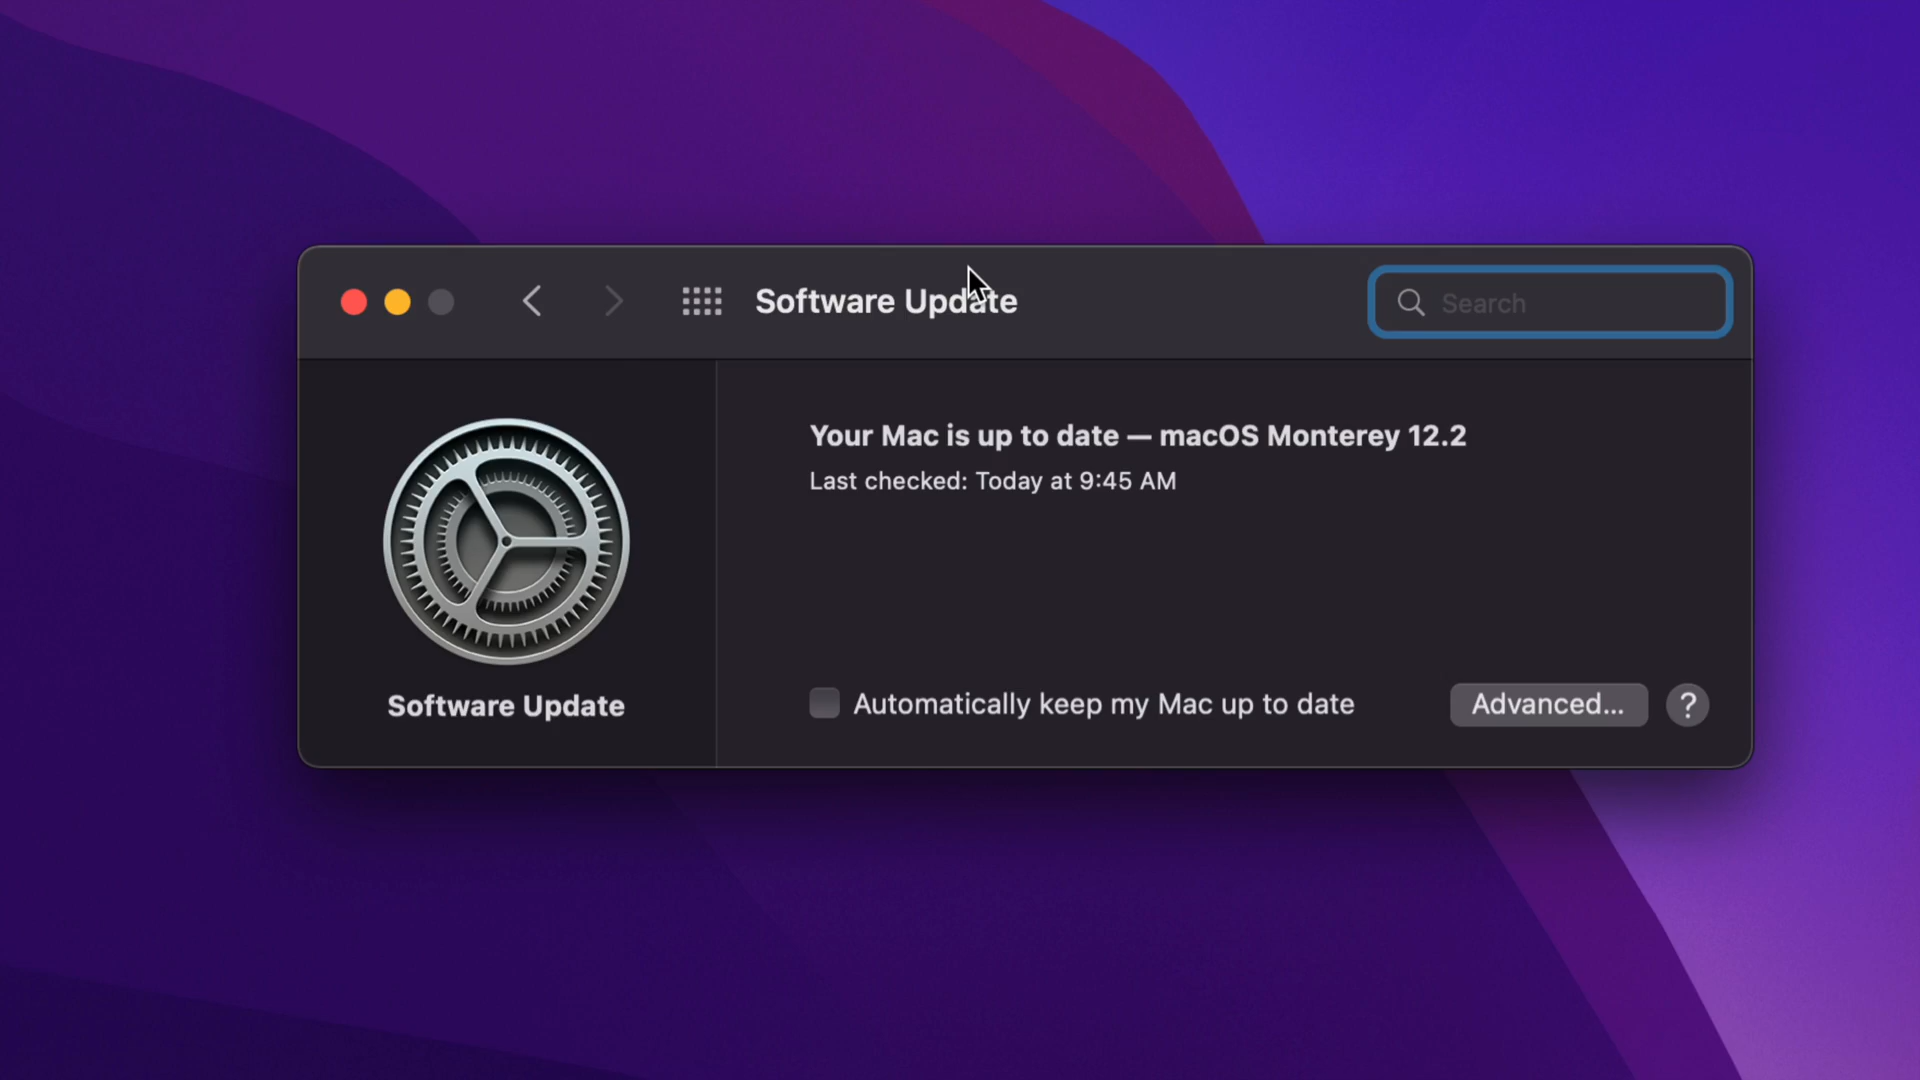 Software Update
Search
Your Mac is up to date — macOS Monterey 12.2
Last checked: Today at 9:45 AM
Software Update
Automatically keep my Mac up to date
Advanced...
?